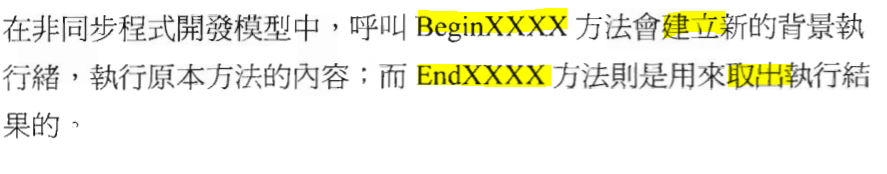 在非同步程式開發模型中，呼叫 BeginXXXX 方法會建立新的背景執
行緒，執行原本方法的內容；而 EndXXXX 方法則是用來取出執行結
果的。